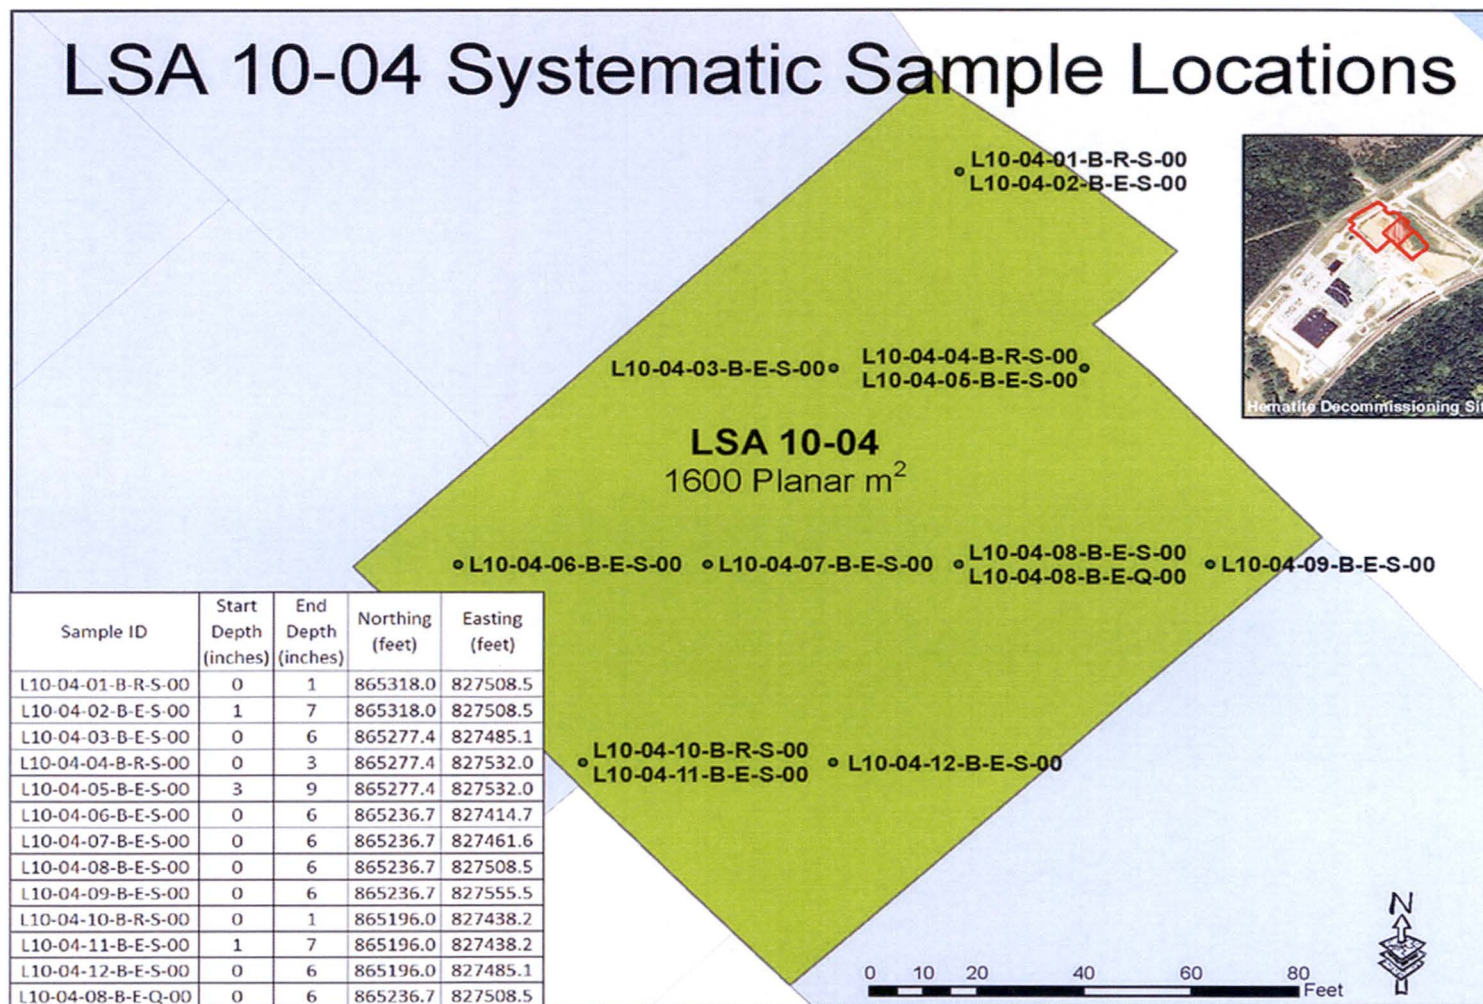 LSA 10-04 Systematic Sample Locations
L10-04-01-B-R-S-00
L10-04-02-B-E-S-00
Hematite Decommissioning Sit
L10-04-03-B-E-S-00
L10-04-04-B-R-S-00
L10-04-05-B-E-S-00
LSA 10-04
1600 Planar m²
L10-04-06-B-E-S-00
L10-04-07-B-E-S-00
L10-04-08-B-E-S-00
L10-04-08-B-E-Q-00
L10-04-09-B-E-S-00
Sample ID Start Depth (inches) End Depth (inches) Northing (feet) Easting (feet)
L10-04-01-B-R-S-00 0 1 865318.0 827508.5
L10-04-02-B-E-S-00 1 7 865318.0 827508.5
L10-04-03-B-E-S-00 0 6 865277.4 827485.1
L10-04-04-B-R-S-00 0 3 865277.4 827532.0
L10-04-05-B-E-S-00 3 9 865277.4 827532.0
L10-04-06-B-E-S-00 0 6 865236.7 827414.7
L10-04-07-B-E-S-00 0 6 865236.7 827461.6
L10-04-08-B-E-S-00 0 6 865236.7 827508.5
L10-04-09-B-E-S-00 0 6 865236.7 827555.5
L10-04-10-B-R-S-00 0 1 865196.0 827438.2
L10-04-11-B-E-S-00 1 7 865196.0 827438.2
L10-04-12-B-E-S-00 0 6 865196.0 827485.1
L10-04-08-B-E-Q-00 0 6 865236.7 827508.5
L10-04-10-B-R-S-00
L10-04-11-B-E-S-00
L10-04-12-B-E-S-00
N
0 10 20 40 60 80
Feet